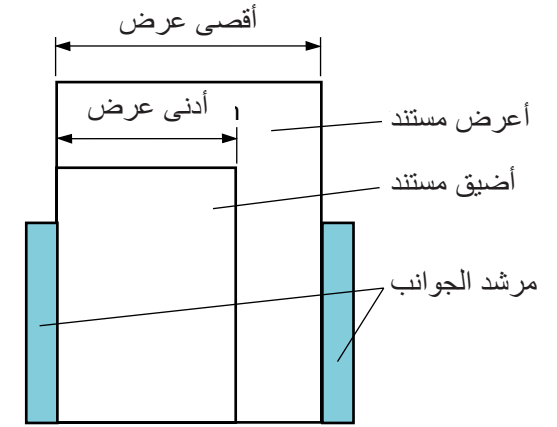 أقصى عرض
أدنى عرض
أعرض مستند
أضيق مستند
مرشد الجوانب